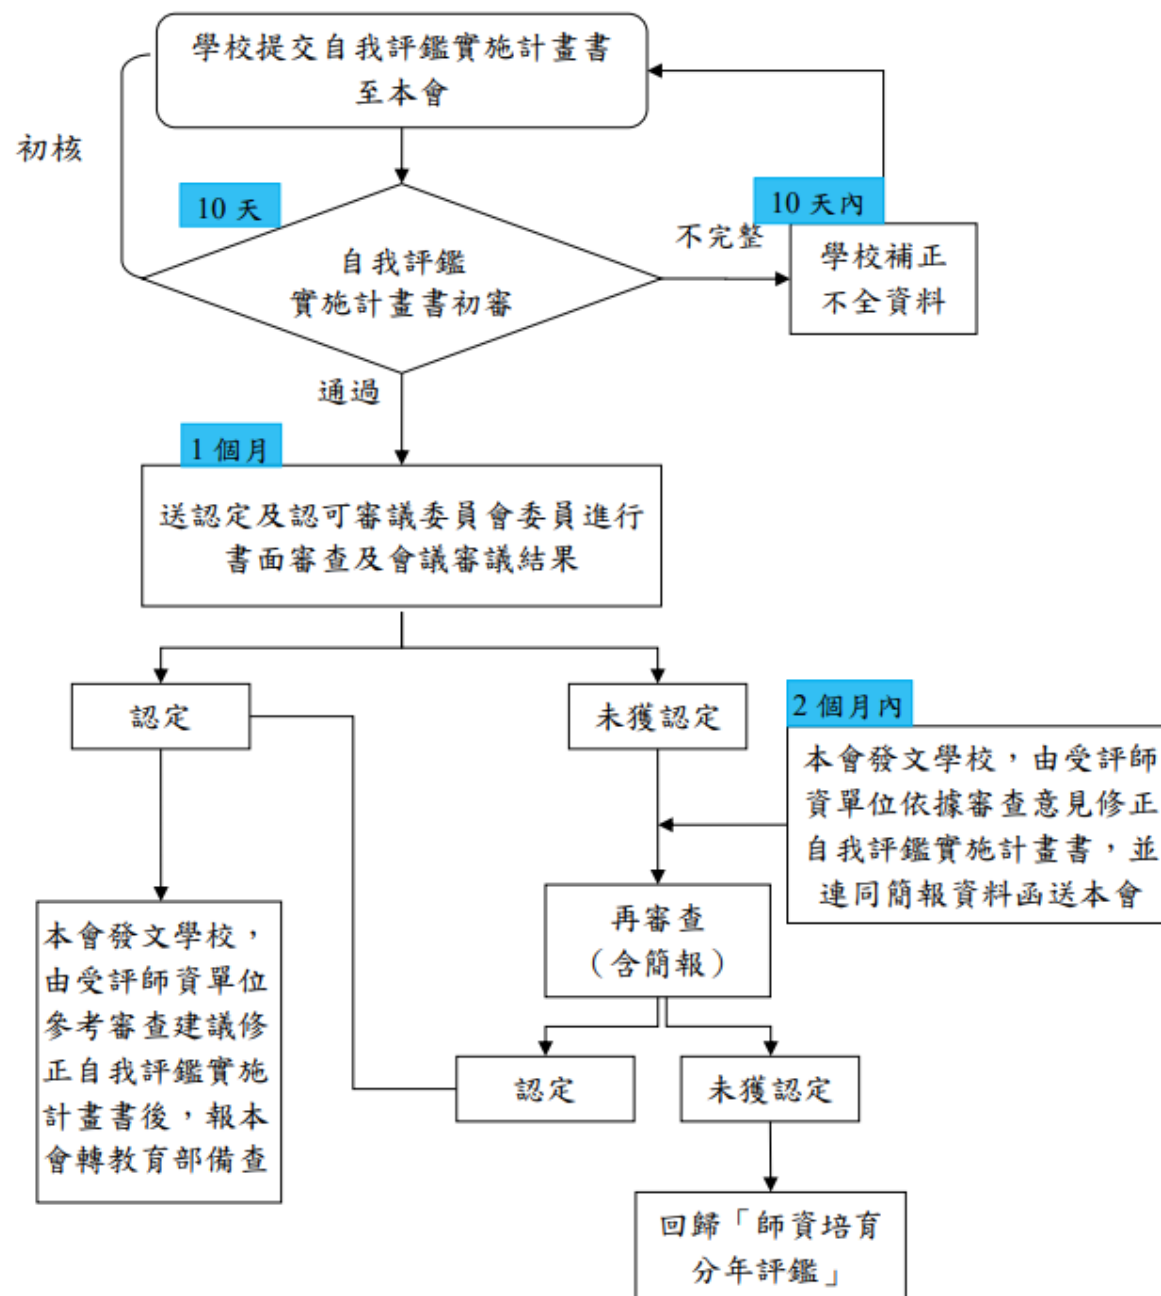 學校提交自我評鑑實施計畫書
至本會
初核
10 天
自我評鑑
實施計畫書初審
不完整
10 天內
學校補正
不全資料
通過
1 個月
送認定及認可審議委員會委員進行
書面審查及會議審議結果
認定
未獲認定
2 個月內
本會發文學校，由受評師
資單位依據審查意見修正
自我評鑑實施計畫書，並
連同簡報資料函送本會
再審查
（含簡報）
本會發文學校，
由受評師資單位
參考審查建議修
正自我評鑑實施
計畫書後，報本
會轉教育部備查
認定
未獲認定
回歸「師資培育
分年評鑑」